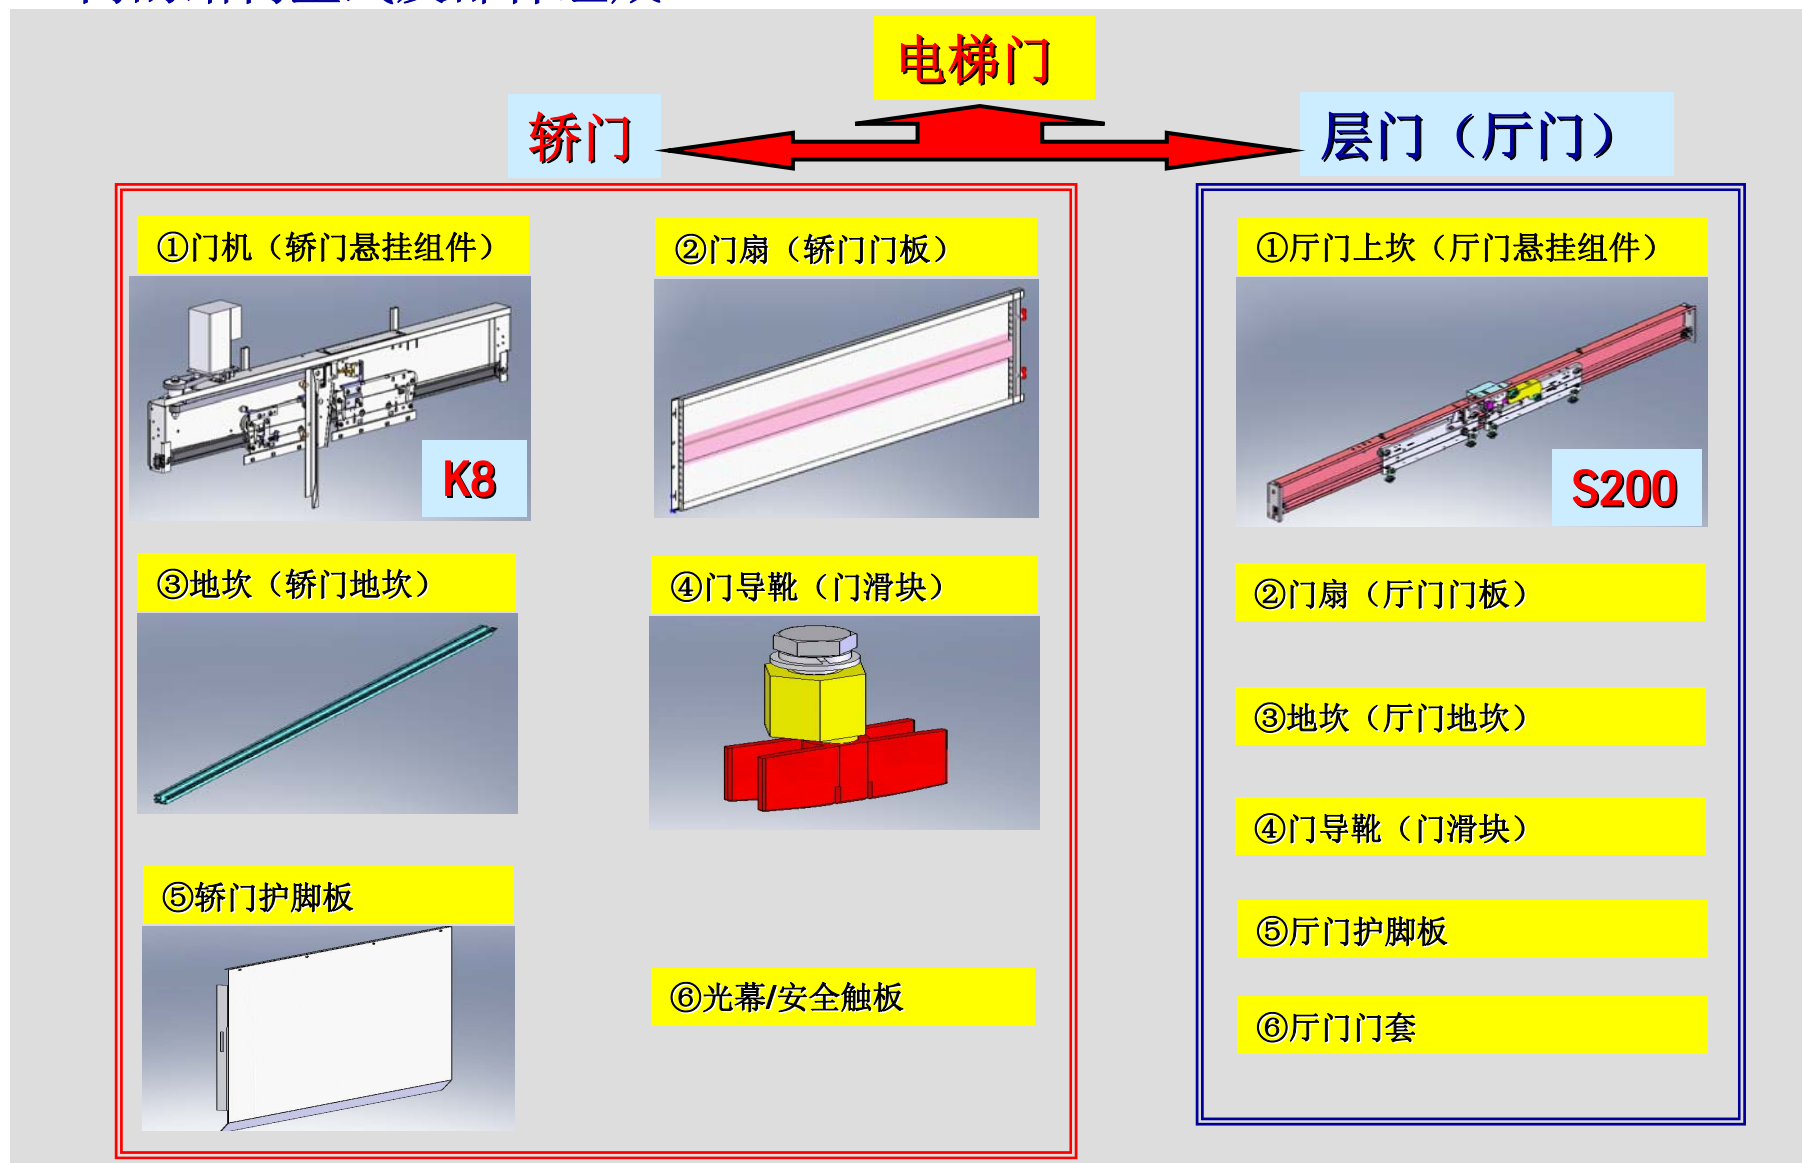 电梯门
轿门
层门（厅门）
①门机（轿门悬挂组件）
K8
②门扇（轿门门板）
③地坎（轿门地坎）
④门导靴（门滑块）
⑤轿门护脚板
⑥光幕/安全触板
①厅门上坎（厅门悬挂组件）
S200
②门扇（厅门门板）
③地坎（厅门地坎）
④门导靴（门滑块）
⑤厅门护脚板
⑥厅门门套